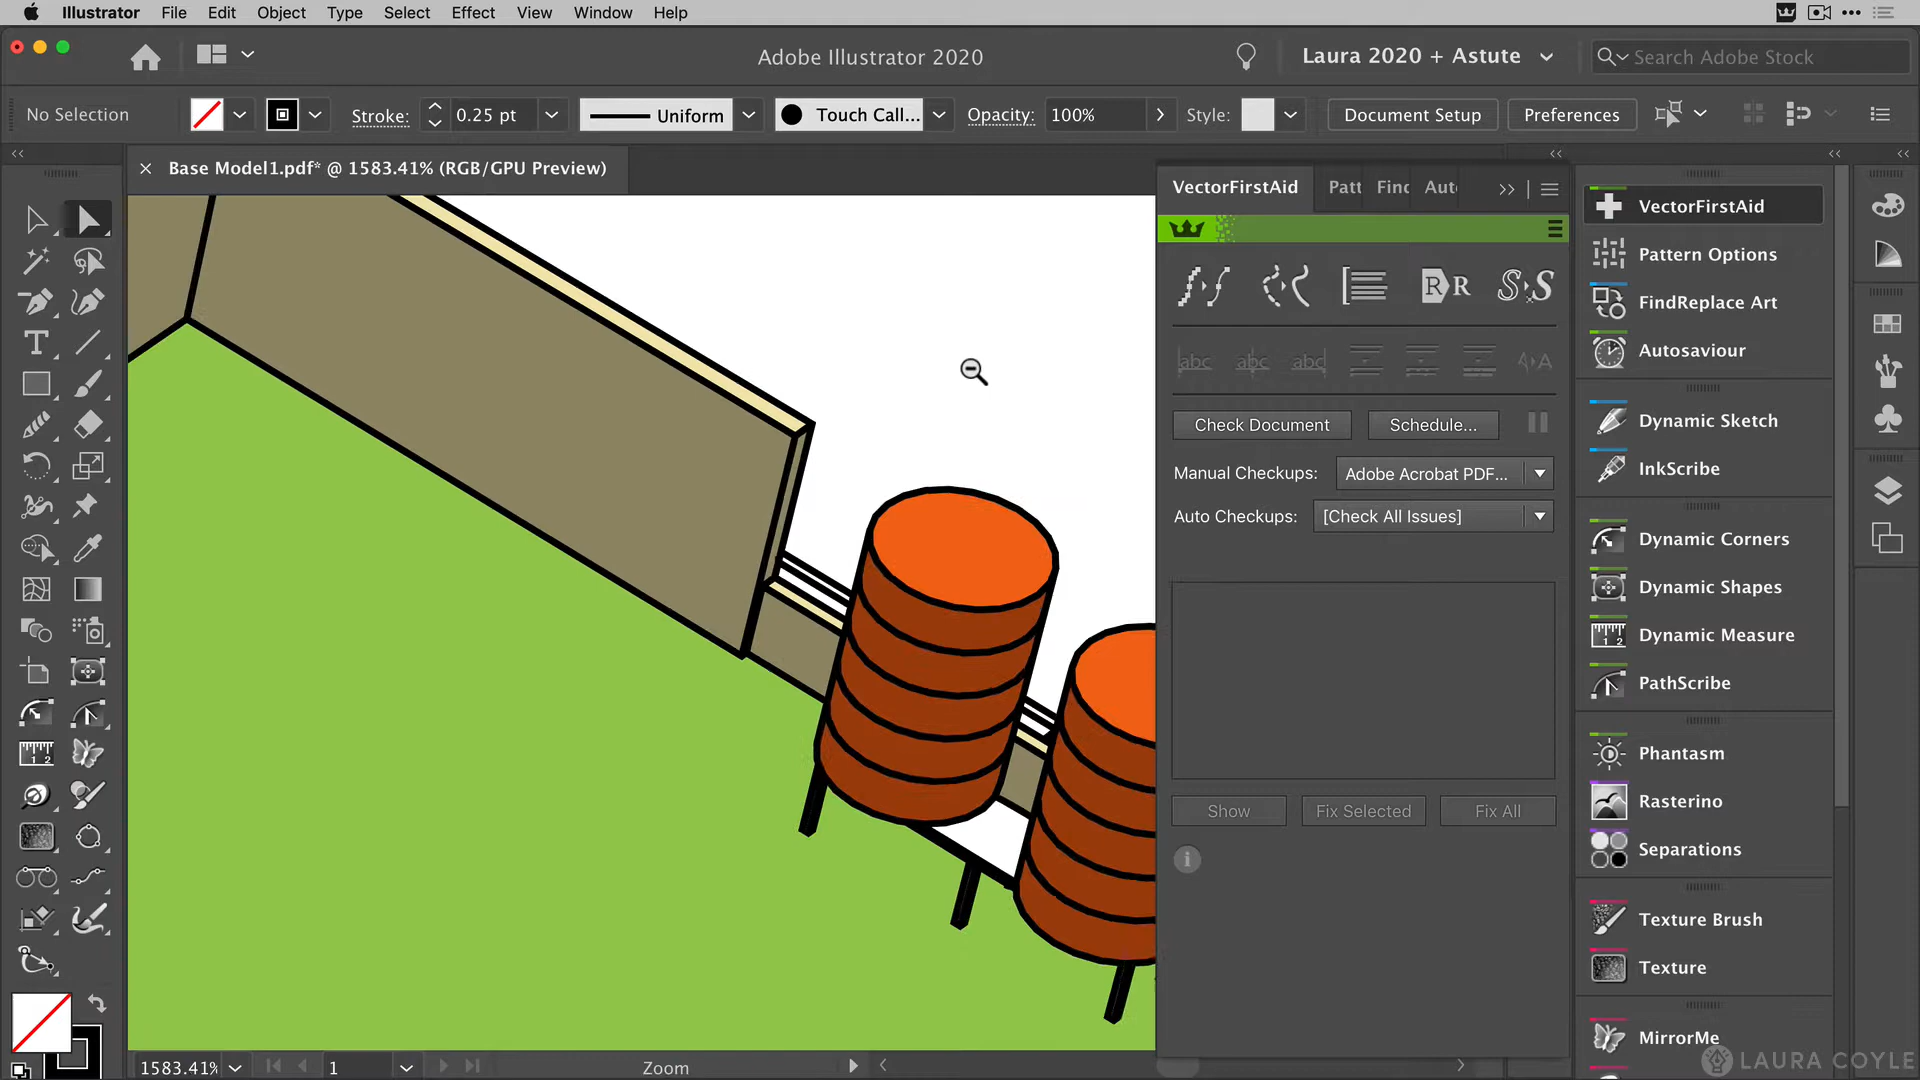 Illustrator File Edit Object Type Select Effect View Window Help
Adobe Illustrator 2020
Laura 2020 + Astute
Search Adobe Stock
No Selection
Stroke:
0.25 pt
Uniform
Touch Call...
Opacity:
100%
Style:
Document Setup
Preferences
Base Model1.pdf* @ 1583.41% (RGB/GPU Preview)
VectorFirstAid
Patt
Find
Aut
R R
S S
abc abc abc
A A
Check Document
Schedule...
Manual Checkups:
Adobe Acrobat PDF...
Auto Checkups:
[Check All Issues]
Show
Fix Selected
Fix All
VectorFirstAid
Pattern Options
FindReplace Art
Autosaviour
Dynamic Sketch
InkScribe
Dynamic Corners
Dynamic Shapes
Dynamic Measure
PathScribe
Phantasm
Rasterino
Separations
Texture Brush
Texture
MirrorMe
LAURA COYLE
1583.41%
1
Zoom